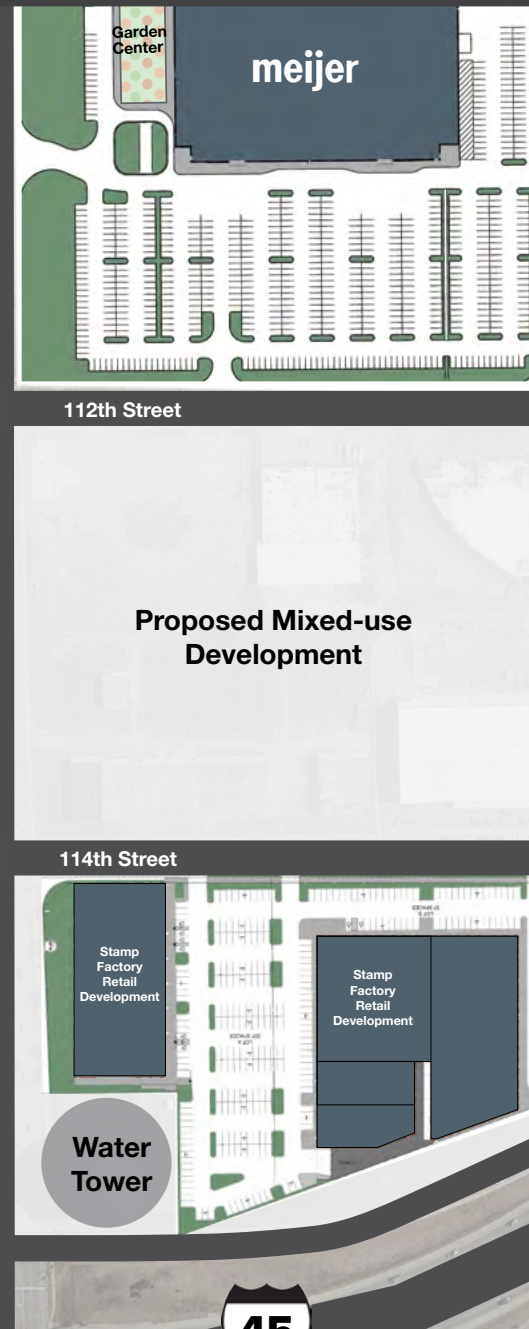 Garden
Center
meijer
112th Street
Proposed Mixed-use
Development
114th Street
Stamp
Factory
Retail
Development
Stamp
Factory
Retail
Development
Water
Tower
45